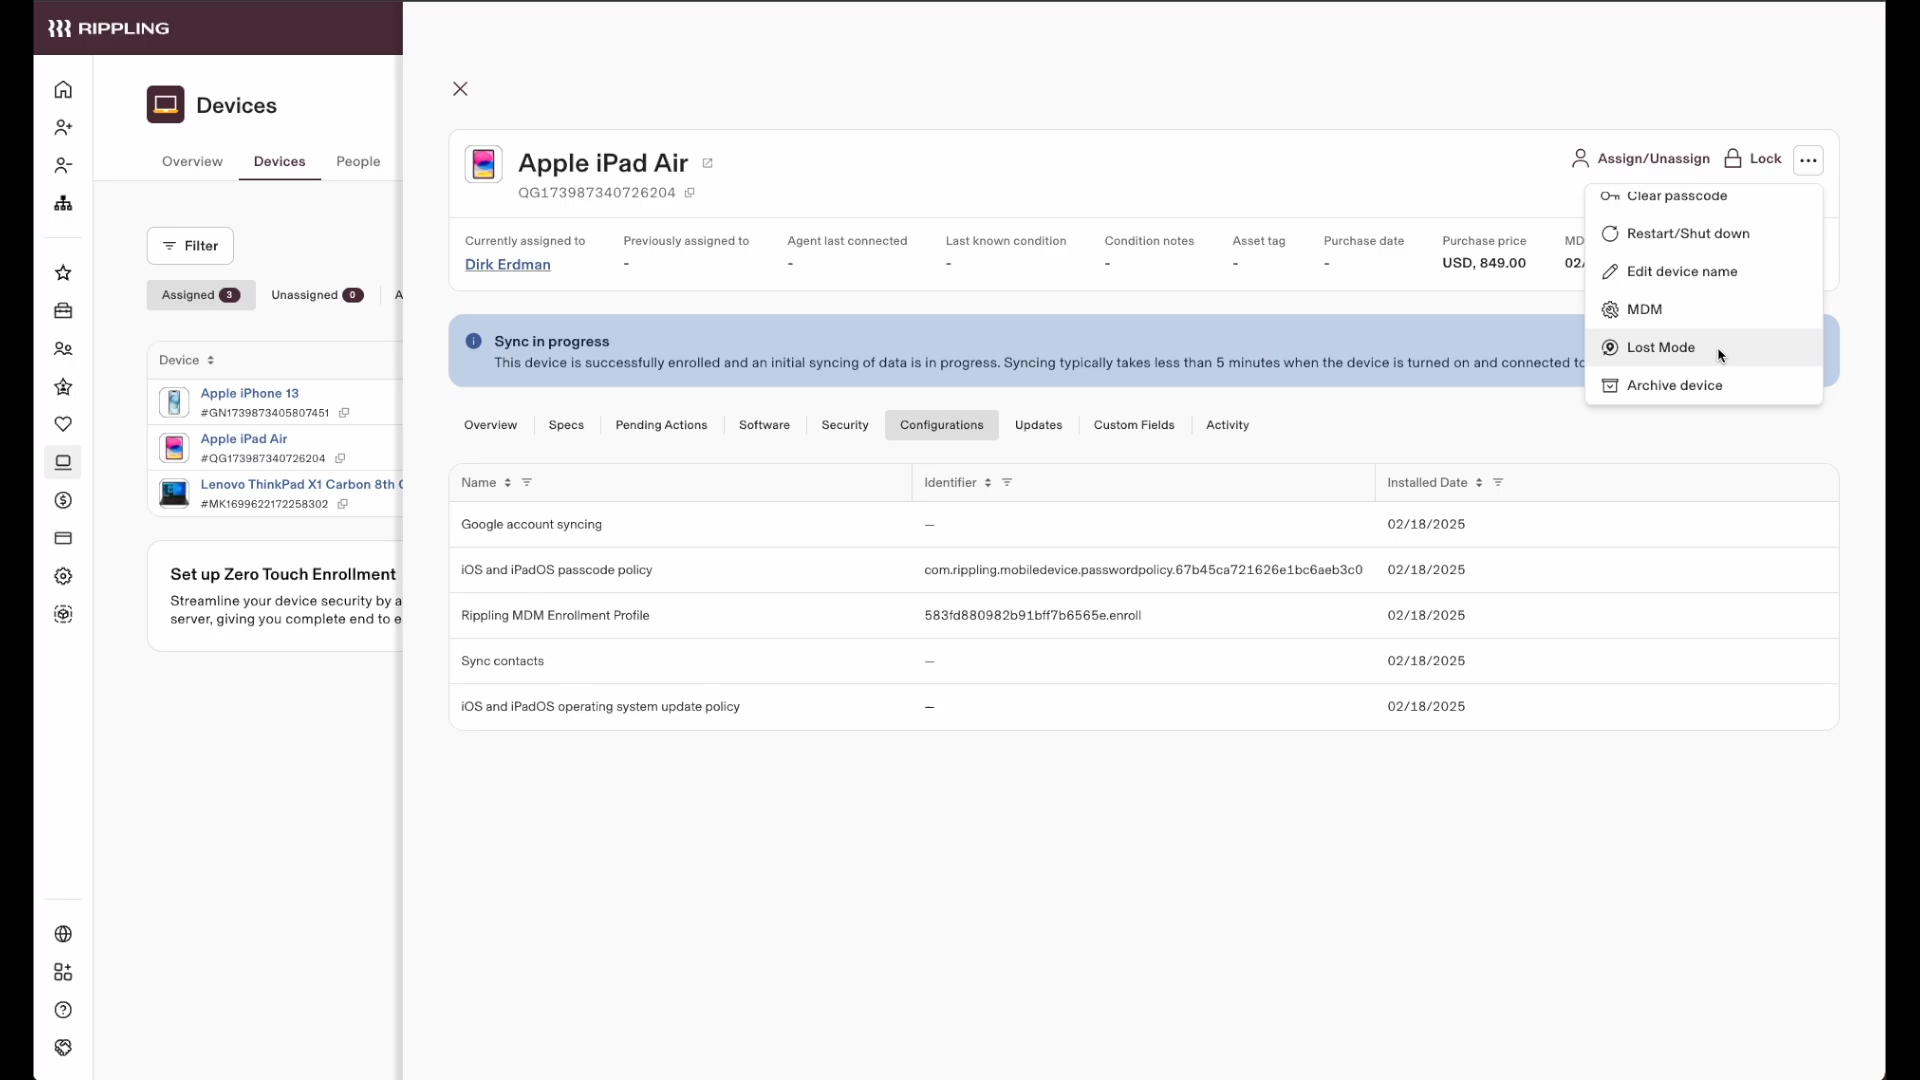 RIPPLING
Devices
Overview
Devices
People
Filter
Assigned 3
Unassigned 0
A
Device
Apple iPhone 13
#GN1739873405807451
Apple iPad Air
#QG173987340726204
Lenovo ThinkPad X1 Carbon 8th G
#MK1699622172258302
Set up Zero Touch Enrollment
Streamline your device security by a
server, giving you complete end to e
Apple iPad Air
QG173987340726204
Assign/Unassign
Lock
Clear passcode
Restart/Shut down
Edit device name
MDM
Lost Mode
Archive device
Currently assigned to
Dirk Erdman
Previously assigned to
-
Agent last connected
-
Last known condition
-
Condition notes
-
Asset tag
-
Purchase date
-
Purchase price
USD, 849.00
MD
02/
Sync in progress
This device is successfully enrolled and an initial syncing of data is in progress. Syncing typically takes less than 5 minutes when the device is turned on and connected to
Overview
Specs
Pending Actions
Software
Security
Configurations
Updates
Custom Fields
Activity
Name
Identifier
Installed Date
Google account syncing
—
02/18/2025
iOS and iPadOS passcode policy
com.rippling.mobiledevice.passwordpolicy.67b45ca721626e1bc6aeb3c0
02/18/2025
Rippling MDM Enrollment Profile
583fd880982b91bff7b6565e.enroll
02/18/2025
Sync contacts
—
02/18/2025
iOS and iPadOS operating system update policy
—
02/18/2025